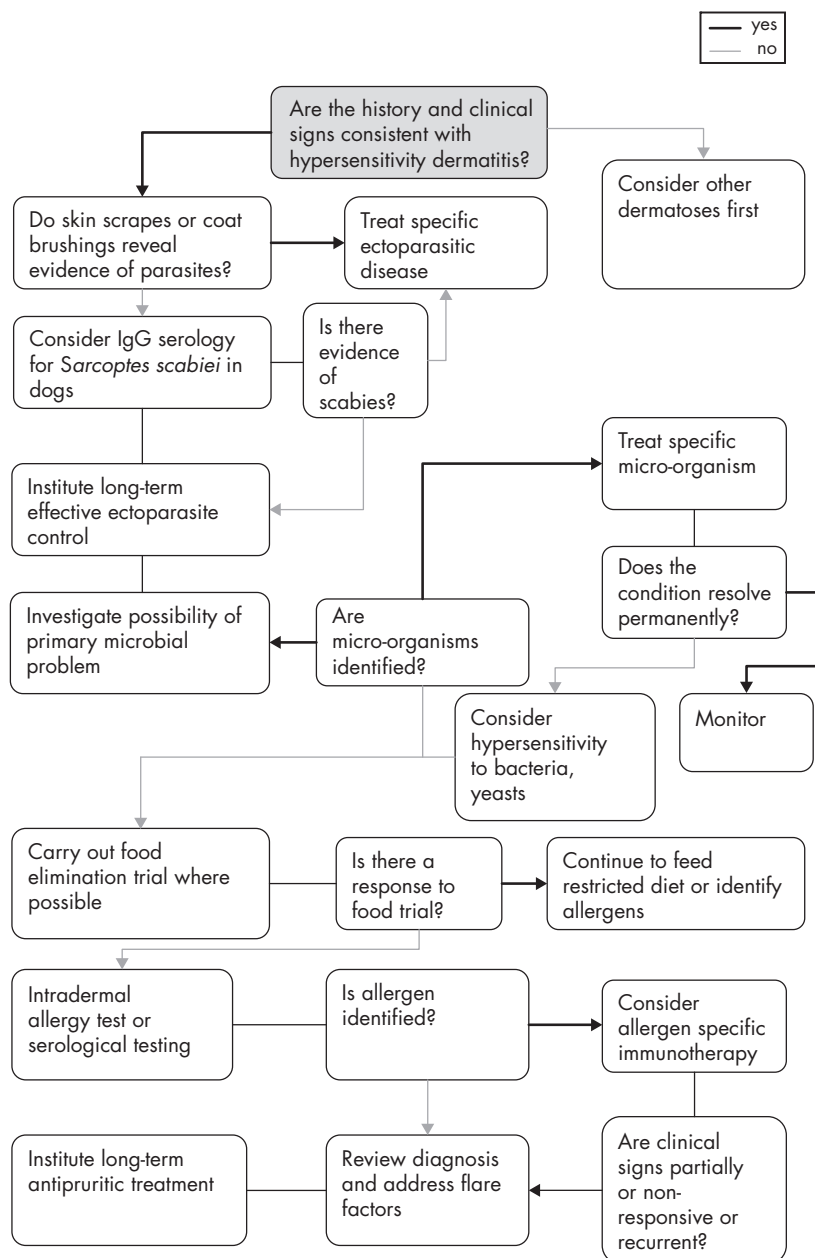 yes
no
Are the history and clinical
signs consistent with
hypersensitivity dermatitis?
Consider other
dermatoses first
Do skin scrapes or coat
brushings reveal
evidence of parasites?
Treat specific
ectoparasitic
disease
Consider IgG serology
for Sarcoptes scabiei in
dogs
Is there
evidence
of
scabies?
Treat specific
micro-organism
Institute long-term
effective ectoparasite
control
Does the
condition resolve
permanently?
Investigate possibility of
primary microbial
problem
Are
micro-organisms
identified?
Consider
hypersensitivity
to bacteria,
yeasts
Monitor
Carry out food
elimination trial where
possible
Is there a
response to
food trial?
Continue to feed
restricted diet or identify
allergens
Intradermal
allergy test or
serological testing
Is allergen
identified?
Consider
allergen specific
immunotherapy
Institute long-term
antipruritic treatment
Review diagnosis
and address flare
factors
Are clinical
signs partially
or non-
responsive or
recurrent?